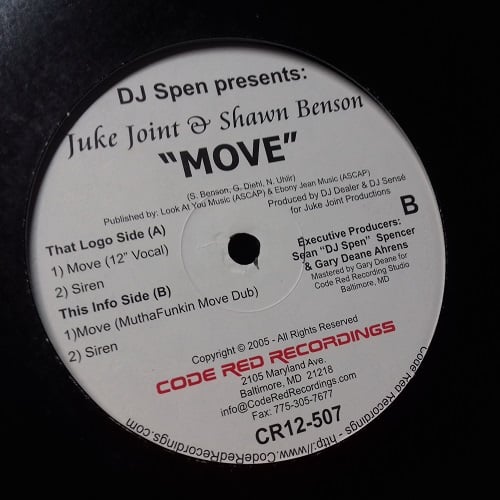 DJ Spen presents:
Juke Joint & Shawn Benson
"MOVE"
(S. Benson, G. Diehl, N. Uhlir)
Published by: Look At You Music (ASCAP) & Ebony Jean Music (ASCAP)
Produced by DJ Dealer & DJ Sensé
for Juke Joint Productions
B
That Logo Side (A)
1) Move (12" Vocal)
2) Siren
This Info Side (B)
1)Move (MuthaFunkin Move Dub)
2) Siren
Executive Producers:
Sean "DJ Spen" Spencer
& Gary Deane Ahrens
Mastered by Gary Deane for
Code Red Recording Studio
Baltimore, MD
Copyright © 2005 - All Rights Reserved
CODE RED RECORDINGS
2105 Maryland Ave.
Baltimore, MD 21218
info@CodeRedRecordings.com
Fax: 775-305-7677
CR12-507
Code Red Recordings - http://www.CodeRedRecordings.com